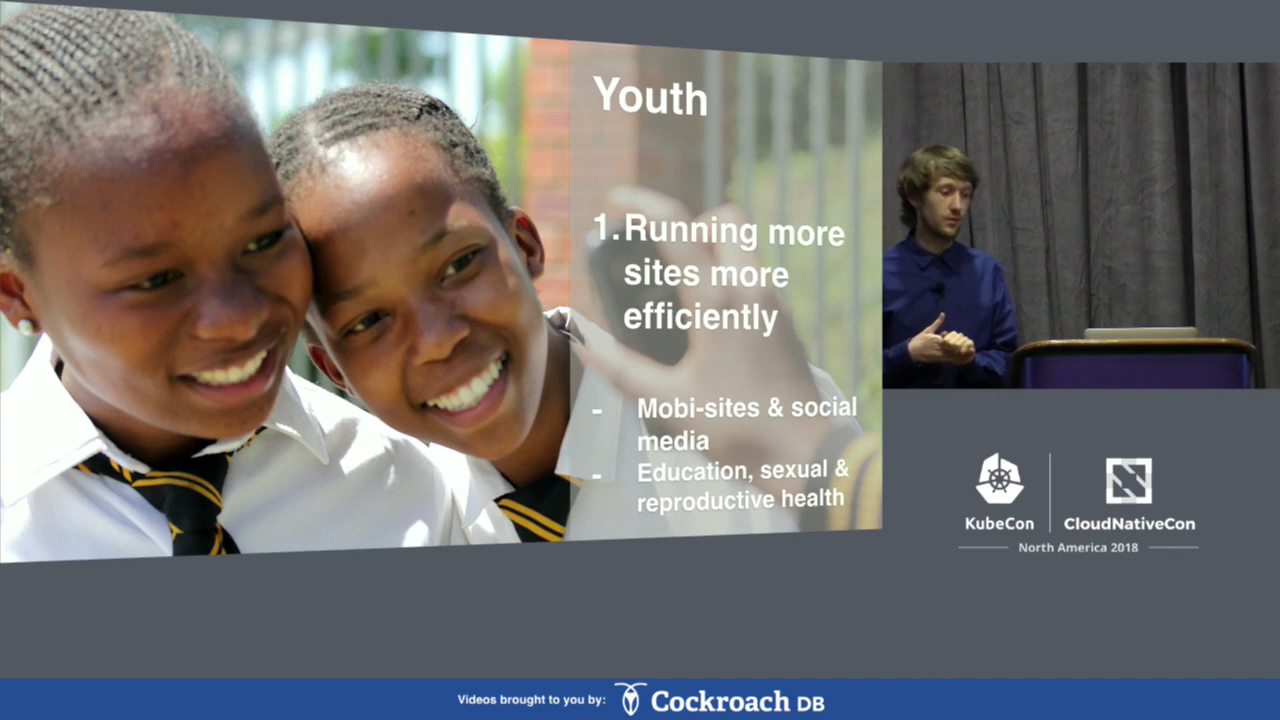 Youth
1. Running more
sites more
efficiently
- Mobi-sites & social
media
- Education, sexual &
reproductive health
KubeCon
CloudNativeCon
North America 2018
Videos brought to you by: Cockroach DB